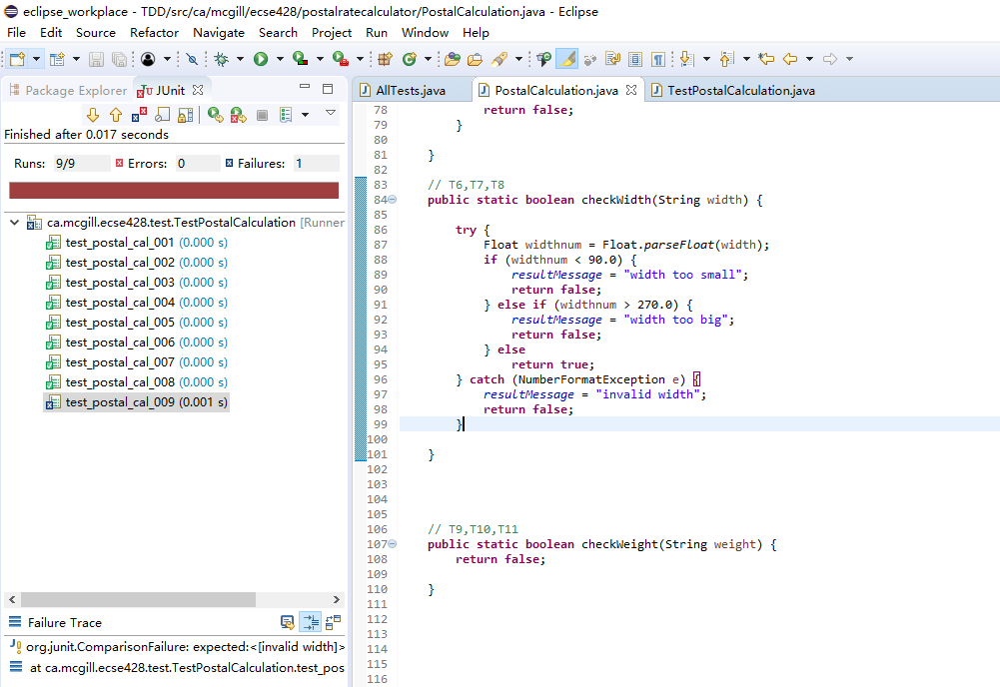 eclipse_workplace - TDD/src/ca/mcgill/ecse428/postalratecalculator/PostalCalculation.java - Eclipse
File Edit Source Refactor Navigate Search Project Run Window Help
Package Explorer JUnit
Finished after 0.017 seconds
Runs: 9/9 Errors: 0 Failures: 1
ca.mcgill.ecse428.test.TestPostalCalculation [Runner
test_postal_cal_001 (0.000 s)
test_postal_cal_002 (0.000 s)
test_postal_cal_003 (0.000 s)
test_postal_cal_004 (0.000 s)
test_postal_cal_005 (0.000 s)
test_postal_cal_006 (0.000 s)
test_postal_cal_007 (0.000 s)
test_postal_cal_008 (0.000 s)
test_postal_cal_009 (0.001 s)
Failure Trace
org.junit.ComparisonFailure: expected:<[invalid width]>
at ca.mcgill.ecse428.test.TestPostalCalculation.test_pos
AllTests.java PostalCalculation.java TestPostalCalculation.java
78 return false;
79 }
80
81 }
82
83 // T6,T7,T8
84 public static boolean checkWidth(String width) {
85
86 try {
87 Float widthnum = Float.parseFloat(width);
88 if (widthnum < 90.0) {
89 resultMessage = "width too small";
90 return false;
91 } else if (widthnum > 270.0) {
92 resultMessage = "width too big";
93 return false;
94 } else
95 return true;
96 } catch (NumberFormatException e) {
97 resultMessage = "invalid width";
98 return false;
99 }
100
101 }
102
103
104
105
106 // T9,T10,T11
107 public static boolean checkWeight(String weight) {
108 return false;
109
110 }
111
112
113
114
115
116